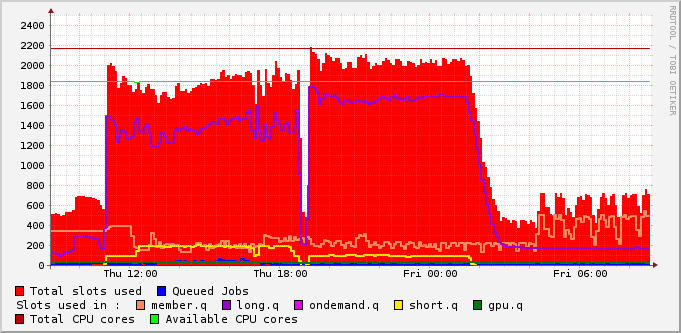 RRDTOOL / TOBI OETIKER
2400
2200
2000
1800
1600
1400
1200
1000
800
600
400
200
0
Thu 12:00 Thu 18:00 Fri 00:00 Fri 06:00
Total slots used Queued Jobs
Slots used in : member.q long.q ondemand.q short.q gpu.q
Total CPU cores Available CPU cores